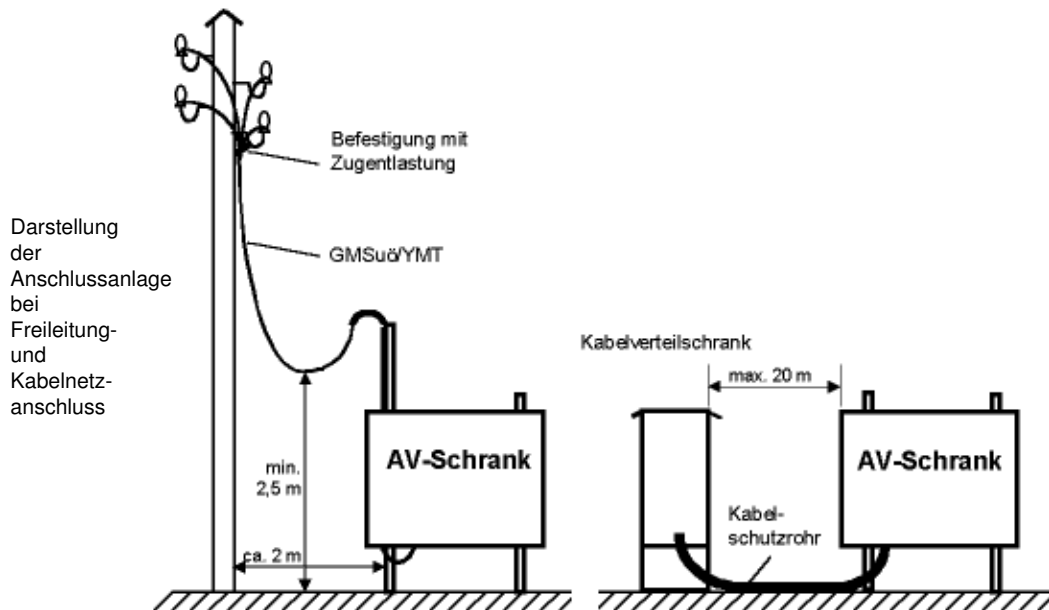 Darstellung
der
Anschlussanlage
bei
Freileitung-
und
Kabelnetz-
anschluss
Befestigung mit
Zugentlastung
GMSuö/YMT
min.
2,5 m
ca. 2 m
AV-Schrank
Kabelverteilschrank
max. 20 m
AV-Schrank
Kabel-
schutzrohr